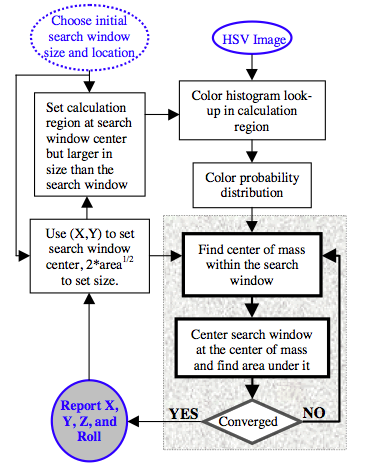 Choose initial
search window
size and location.
HSV Image
Set calculation
region at search
window center
but larger in
size than the
search window
Color histogram look-
up in calculation
region
Color probability
distribution
Use (X,Y) to set
search window
center, 2*area1/2
to set size.
Find center of mass
within the search
window
Center search window
at the center of mass
and find area under it
Report X,
Y, Z, and
Roll
YES
Converged
NO